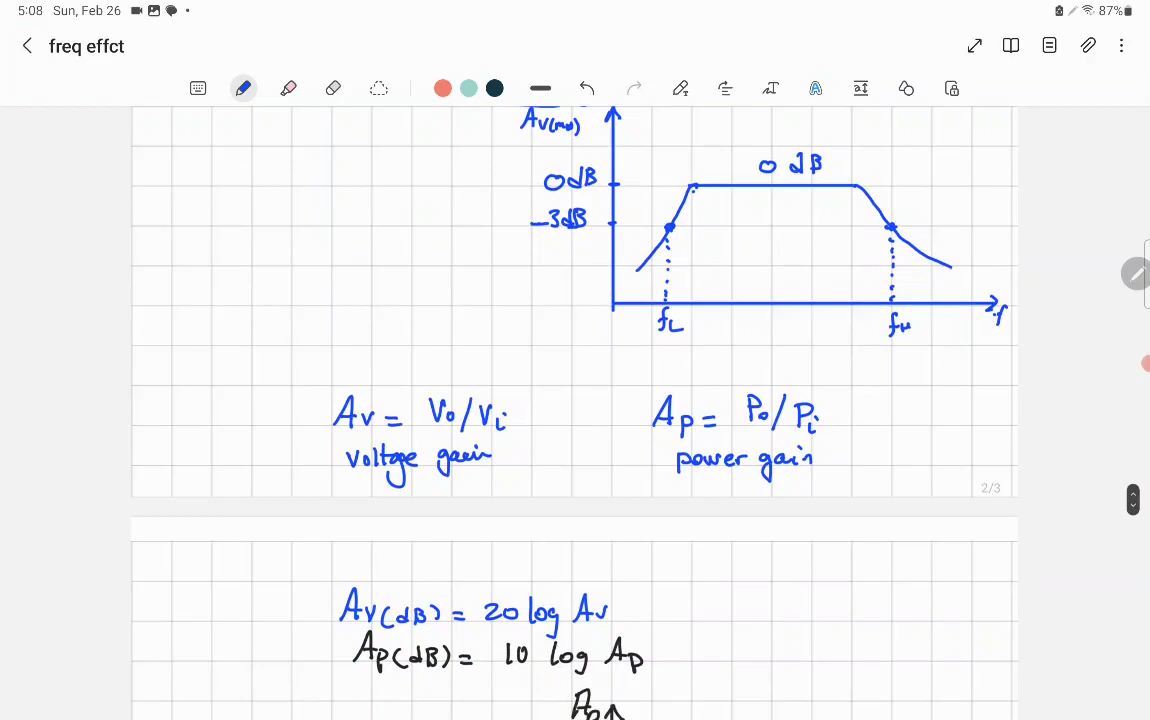 5:08 Sun, Feb 26
87%
freq effct
Av(mid)
0 dB
0dB
-3dB
fL
fH
f
Av = Vo/Vi
Ap = Po/Pi
voltage gain
power gain
2/3
Av(dB) = 20 log Av
Ap(dB) = 10 log Ap
Ap